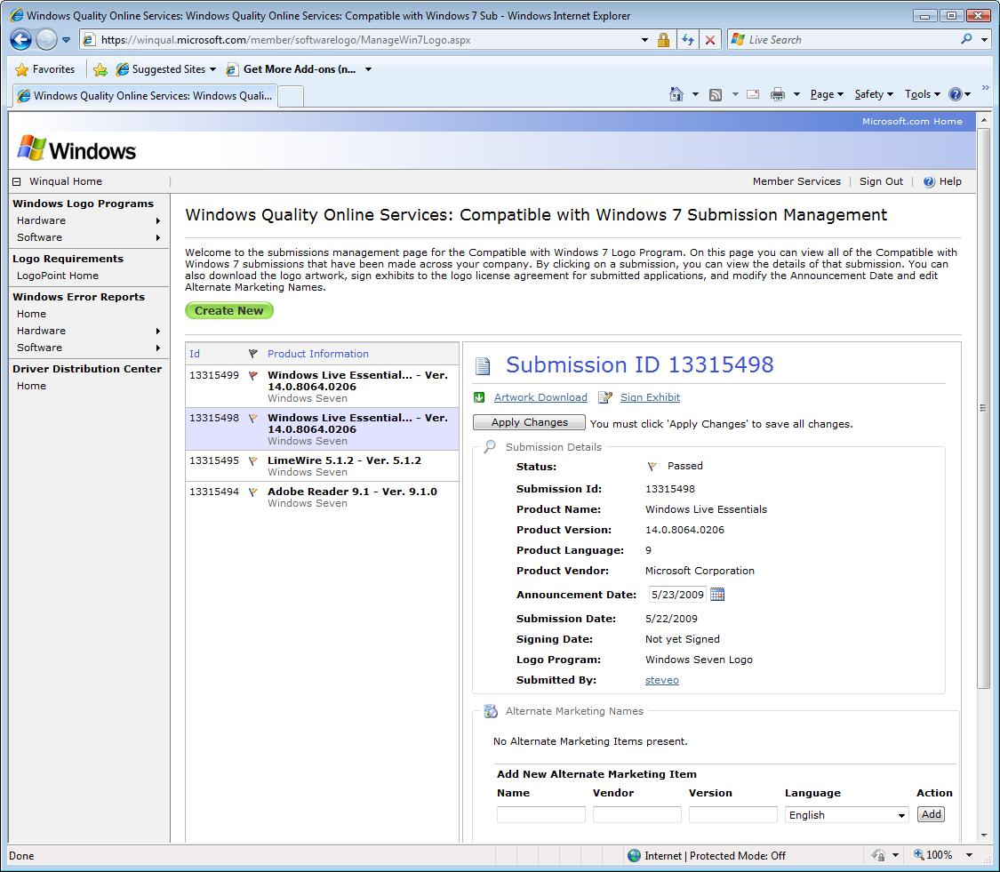 Windows Quality Online Services: Windows Quality Online Services: Compatible with Windows 7 Sub - Windows Internet Explorer
https://winqual.microsoft.com/member/softwarelogo/ManageWin7Logo.aspx
Live Search
Favorites
Suggested Sites
Get More Add-ons (n...
Windows Quality Online Services: Windows Quali...
Page
Safety
Tools
Microsoft.com Home
Windows
Winqual Home
Member Services | Sign Out | Help
Windows Logo Programs
Hardware
Software
Logo Requirements
LogoPoint Home
Windows Error Reports
Home
Hardware
Software
Driver Distribution Center
Home
Windows Quality Online Services: Compatible with Windows 7 Submission Management
Welcome to the submissions management page for the Compatible with Windows 7 Logo Program. On this page you can view all of the Compatible with
Windows 7 submissions that have been made across your company. By clicking on a submission, you can view the details of that submission. You can
also download the logo artwork, sign exhibits to the logo license agreement for submitted applications, and modify the Announcement Date and edit
Alternate Marketing Names.
Create New
Id Product Information
13315499 Windows Live Essential... - Ver.
14.0.8064.0206
Windows Seven
13315498 Windows Live Essential... - Ver.
14.0.8064.0206
Windows Seven
13315495 LimeWire 5.1.2 - Ver. 5.1.2
Windows Seven
13315494 Adobe Reader 9.1 - Ver. 9.1.0
Windows Seven
Submission ID 13315498
Artwork Download Sign Exhibit
Apply Changes You must click 'Apply Changes' to save all changes.
Submission Details
Status: Passed
Submission Id: 13315498
Product Name: Windows Live Essentials
Product Version: 14.0.8064.0206
Product Language: 9
Product Vendor: Microsoft Corporation
Announcement Date: 5/23/2009
Submission Date: 5/22/2009
Signing Date: Not yet Signed
Logo Program: Windows Seven Logo
Submitted By: steveo
Alternate Marketing Names
No Alternate Marketing Items present.
Add New Alternate Marketing Item
Name Vendor Version Language Action
English Add
Done
Internet | Protected Mode: Off
100%